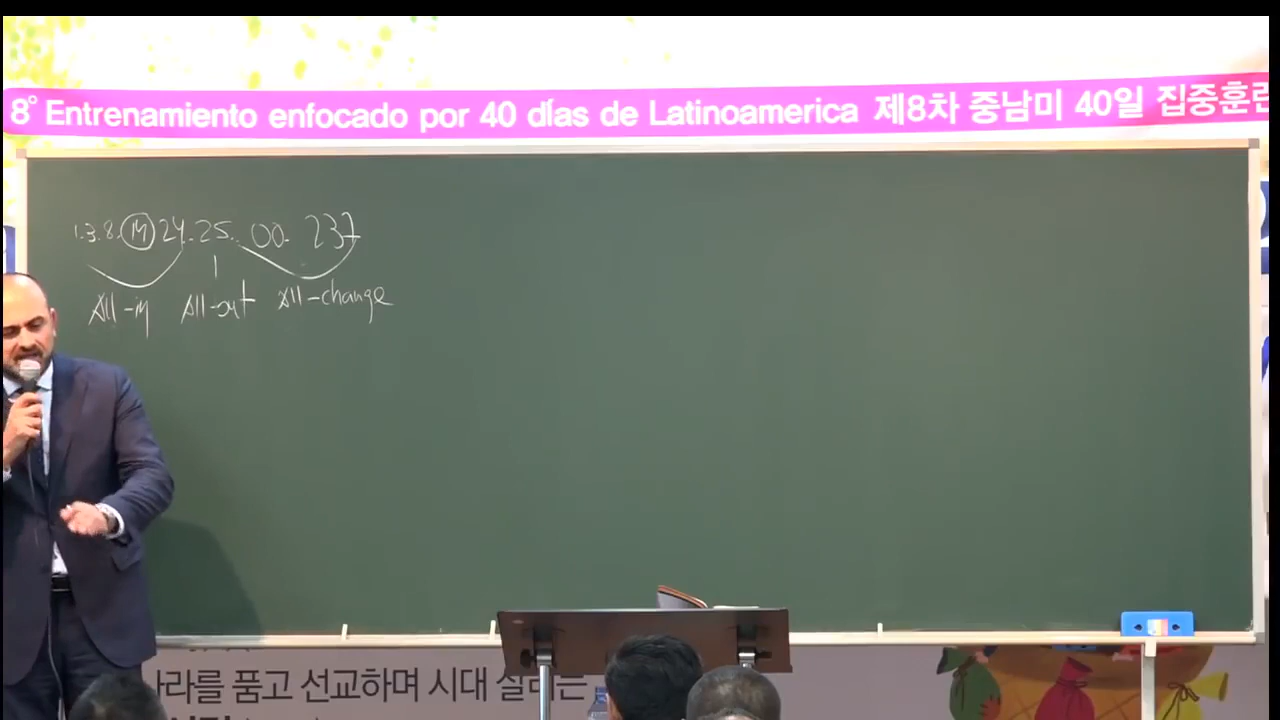 8° Entrenamiento enfocado por 40 días de Latinoamerica 제8차 중남미 40일 집중훈련
1.3.8. 24.25. 00. 237
All-in All-out All-change
나라를 품고 선교하며 시대 살리는